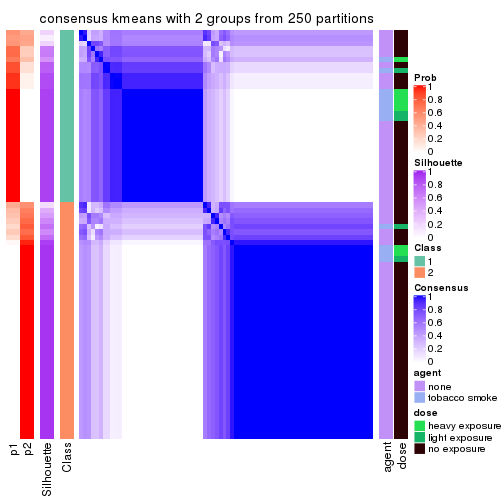 consensus kmeans with 2 groups from 250 partitions
Prob
1
0.8
0.6
0.4
0.2
0
Silhouette
1
0.8
0.6
0.4
0.2
0
Class
1
2
Consensus
1
0.8
0.6
0.4
0.2
0
agent
none
tobacco smoke
dose
heavy exposure
light exposure
no exposure
p1
p2
Silhouette
Class
agent
dose